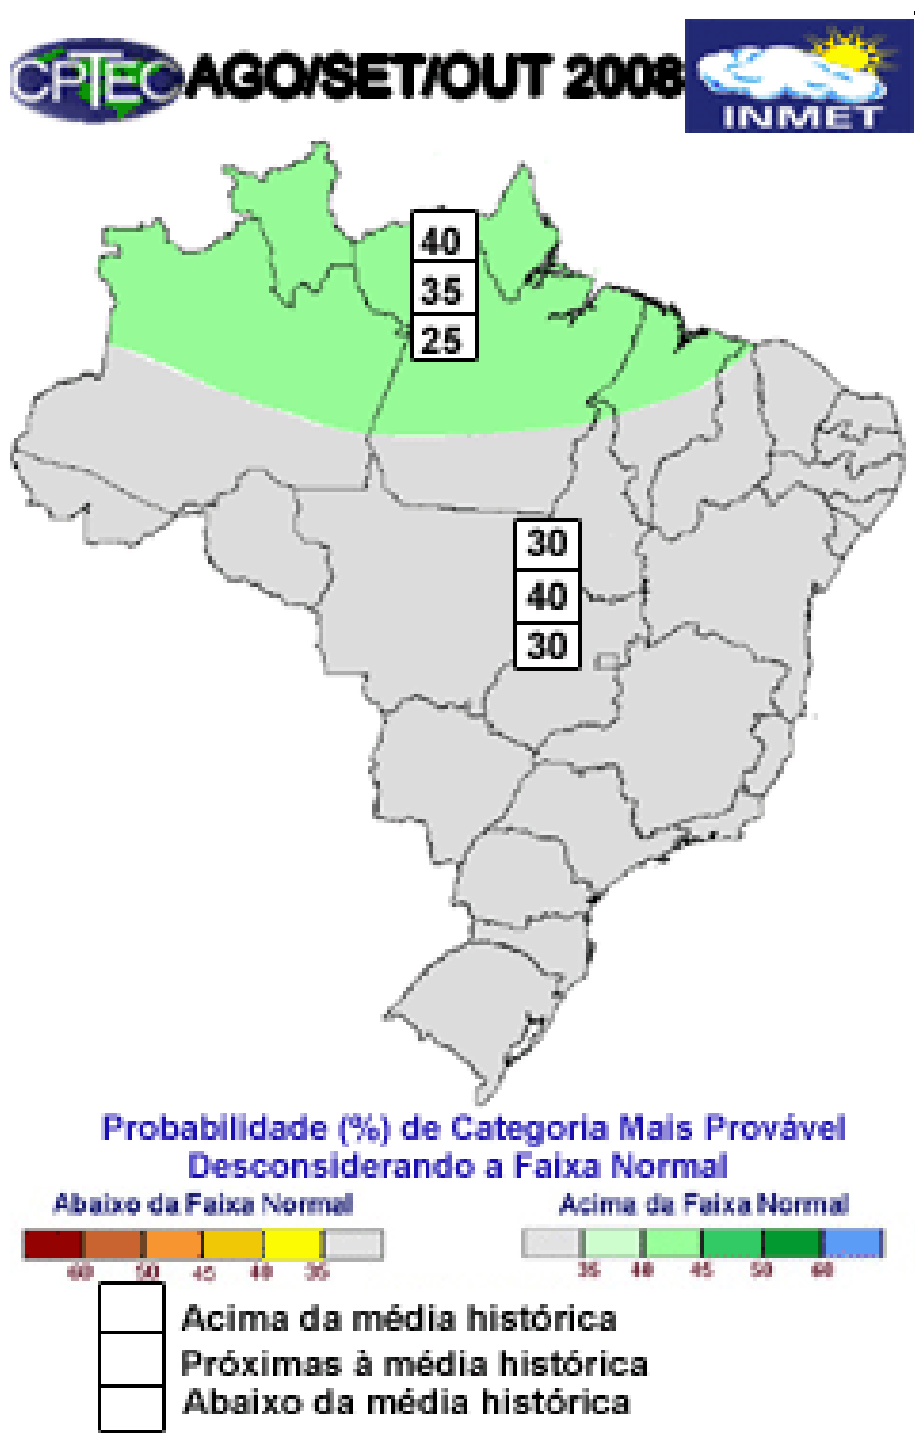 CPTEC AGO/SET/OUT 2008 INMET
40
35
25
30
40
30
Probabilidade (%) de Categoria Mais Provável
Desconsiderando a Faixa Normal
Abaixo da Faixa Normal
Acima da Faixa Normal
60 50 45 40 35
35 40 45 50 60
Acima da média histórica
Próximas à média histórica
Abaixo da média histórica